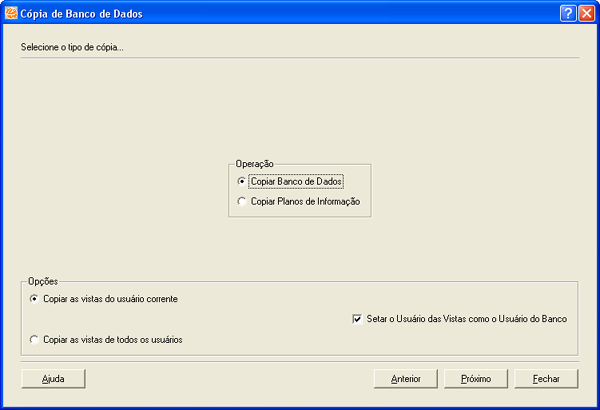 Cópia de Banco de Dados
Selecione o tipo de cópia...
Operação
Copiar Banco de Dados
Copiar Planos de Informação
Opções
Copiar as vistas do usuário corrente
Setar o Usuário das Vistas como o Usuário do Banco
Copiar as vistas de todos os usuários
Ajuda Anterior Próximo Fechar